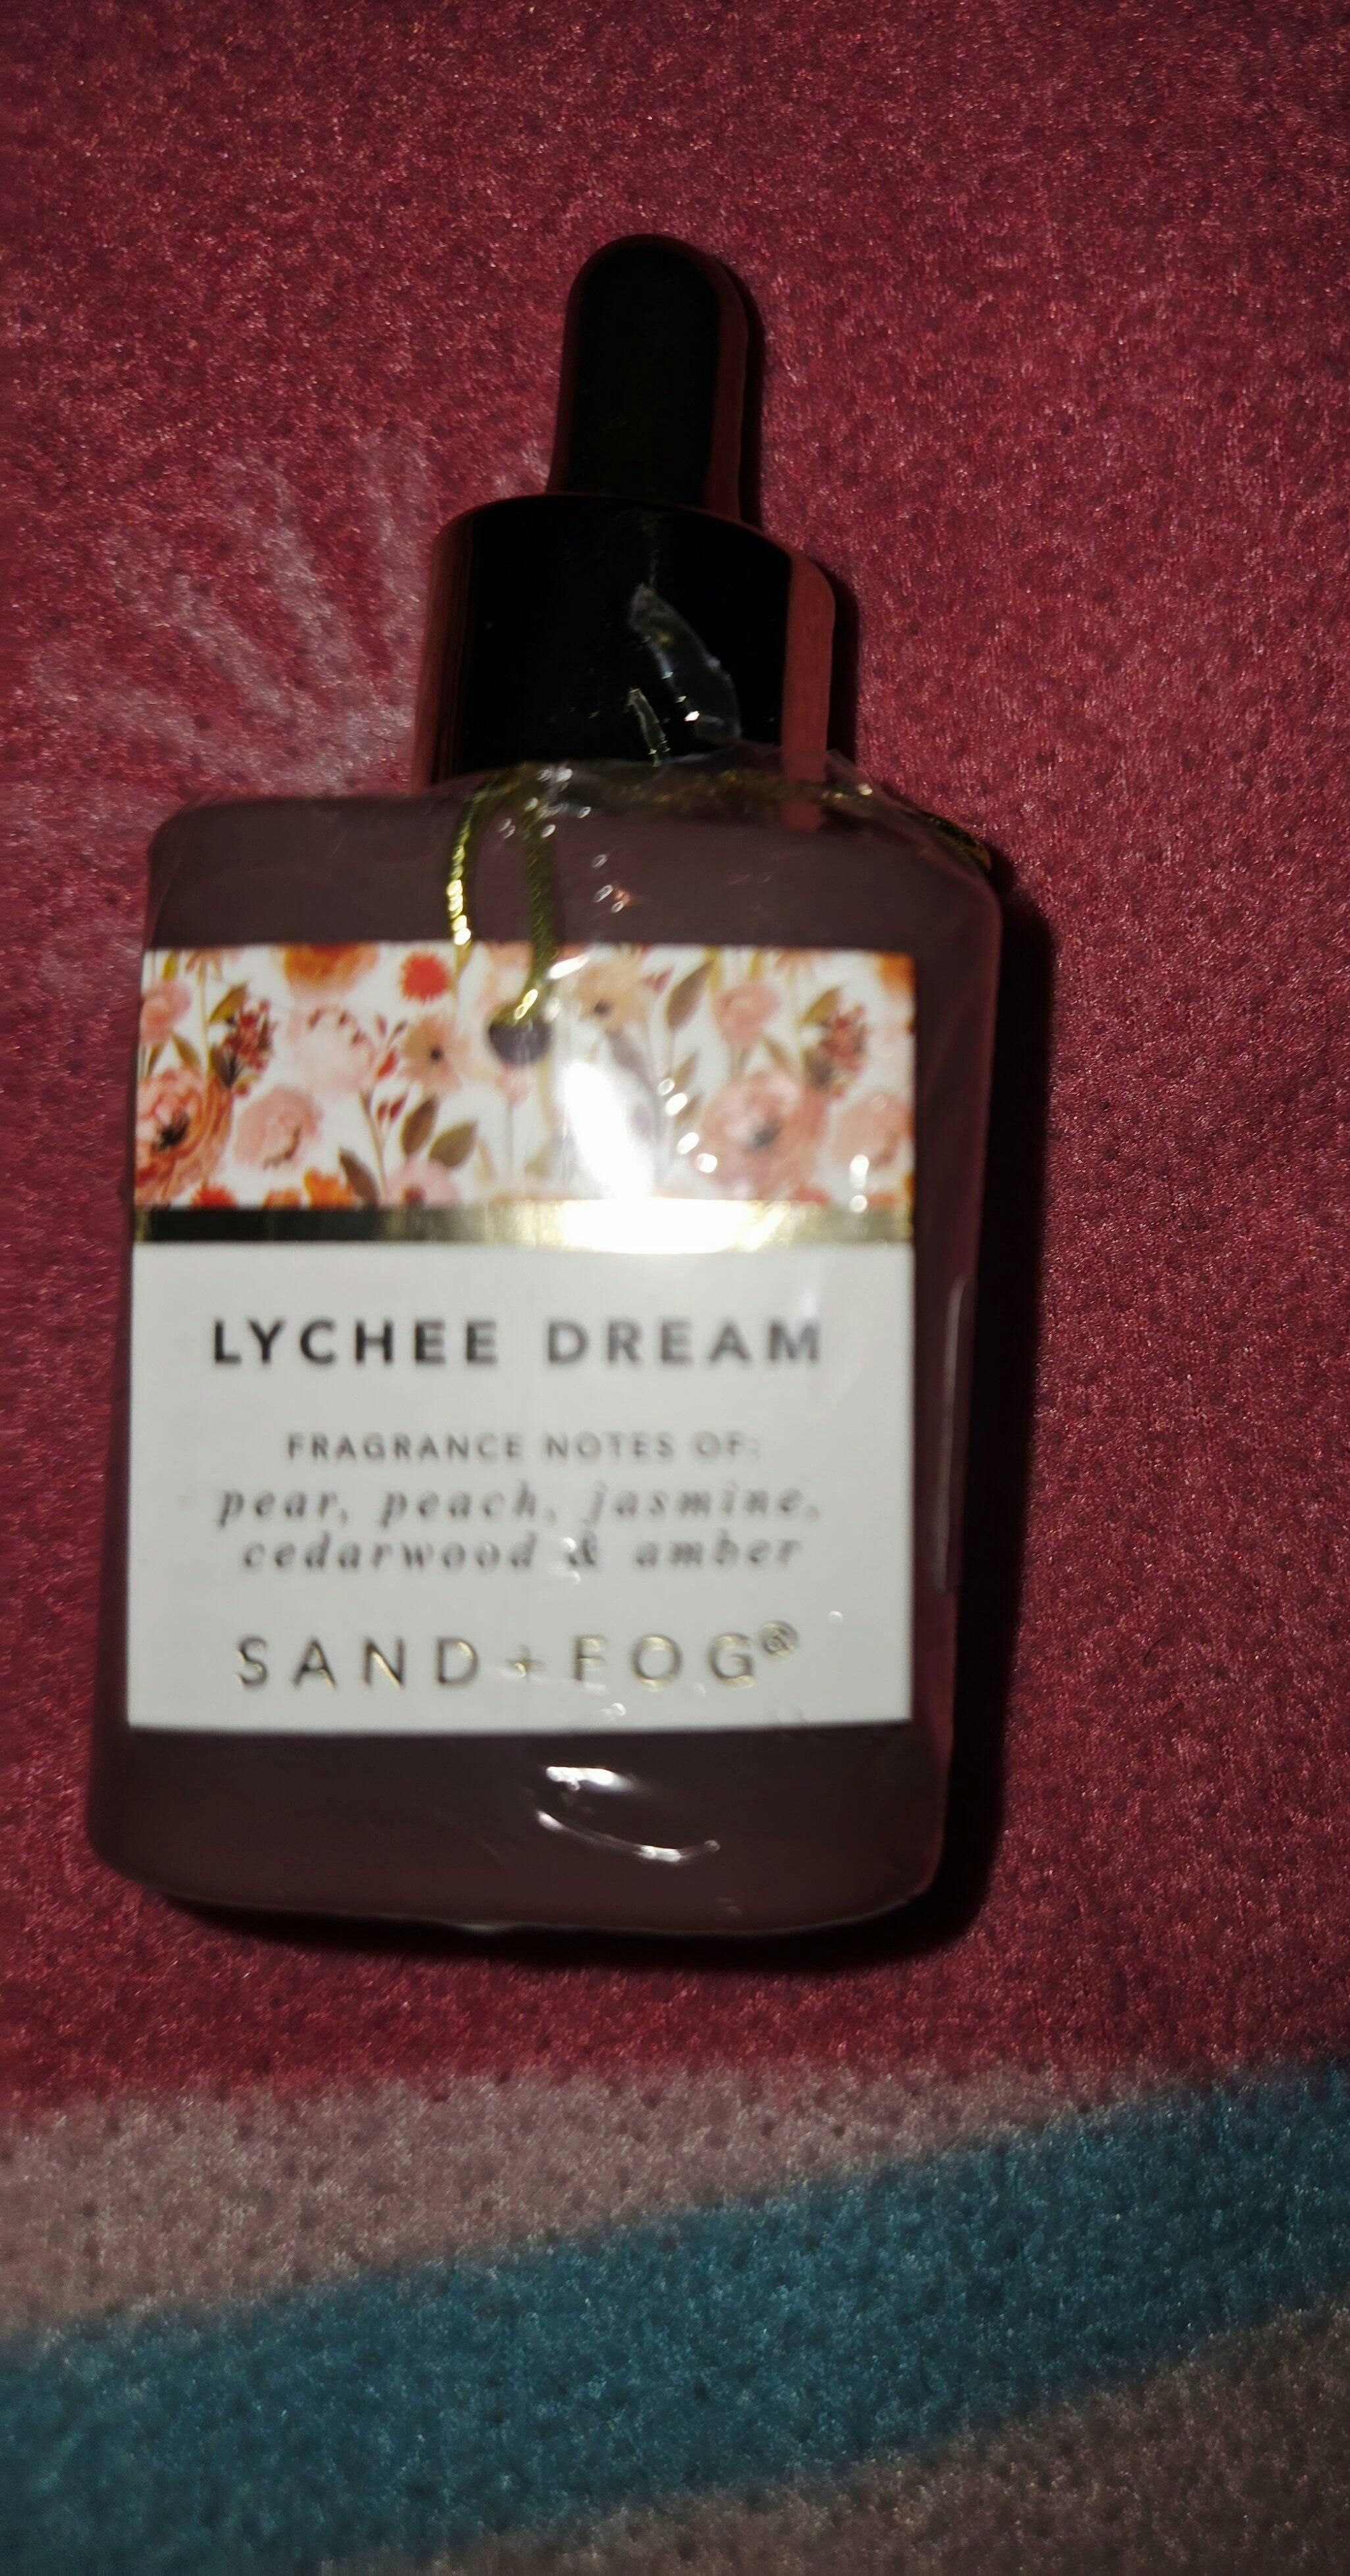 LYCHEE DREAM
FRAGRANCE NOTES OF:
pear, peach, jasmine,
cedarwood & amber
SAND+FOG®